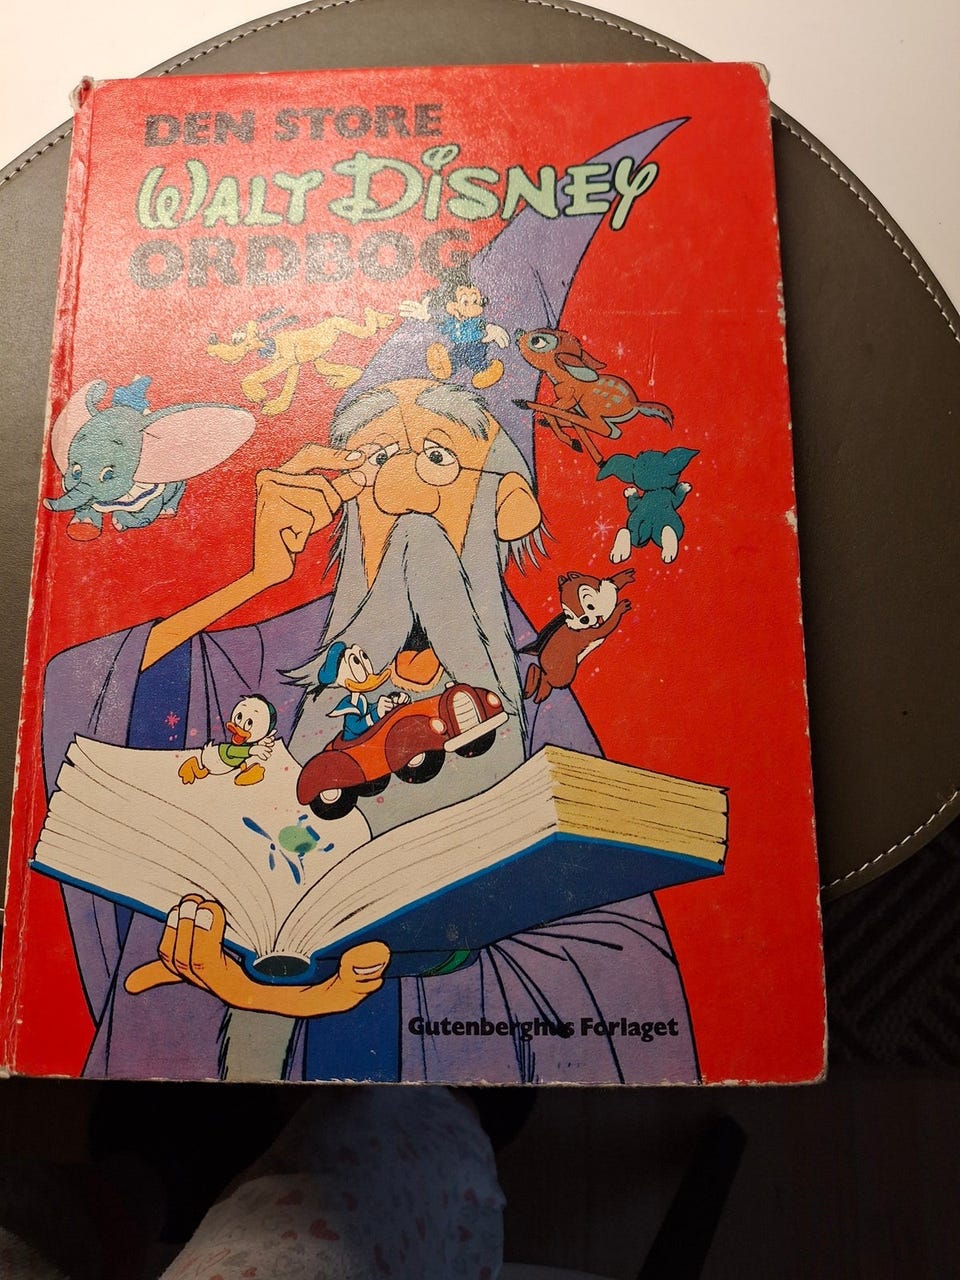 DEN STORE
WALT DISNEY
ORDBOG
Gutenberghus Forlaget